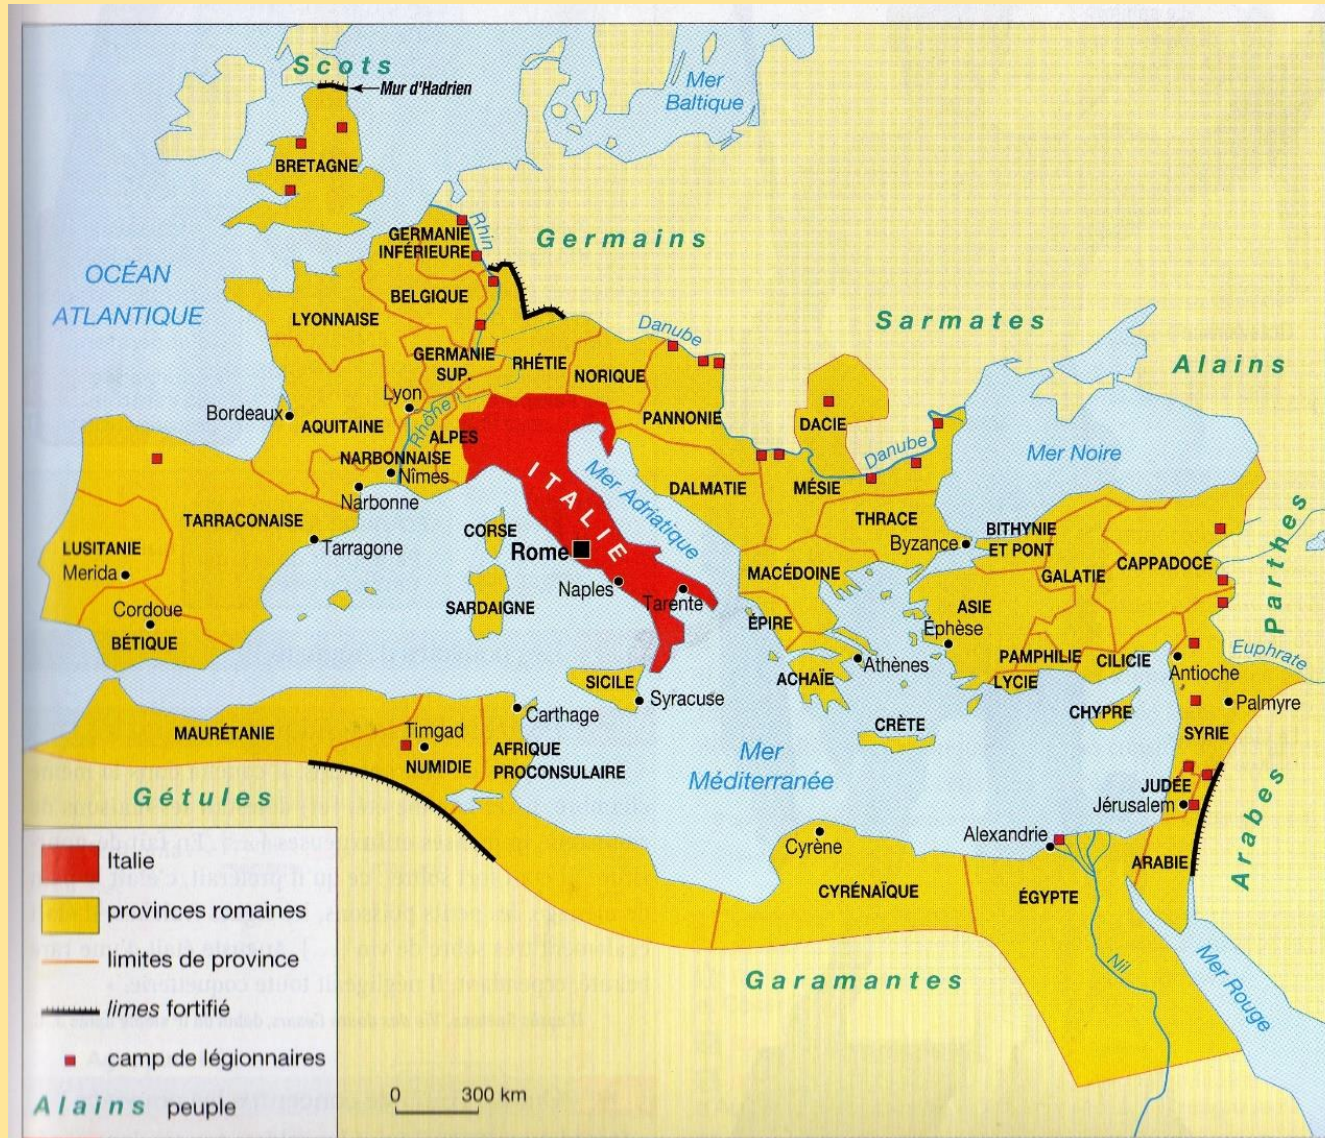 Scots
Mur d'Hadrien
Mer
Baltique
BRETAGNE
Rhin
GERMANIE
INFÉRIEURE
Germains
OCÉAN
ATLANTIQUE
BELGIQUE
LYONNAISE
Sarmates
Danube
Alains
GERMANIE
SUP.
RHÉTIE
NORIQUE
Lyon
Bordeaux
Rhône
AQUITAINE
ALPES
PANNONIE
DACIE
Danube
Mer Noire
NARBONNAISE
Nîmes
Narbonne
ITALIE
Mer Adriatique
DALMATIE
MÉSIE
TARRACONAISE
Tarragone
CORSE
Rome
THRACE
Byzance
BITHYNIE
ET PONT
Parthes
LUSITANIE
Merida
Naples
Tarente
MACÉDOINE
GALATIE
CAPPADOCE
Cordoue
BÉTIQUE
SARDAIGNE
ÉPIRE
ASIE
Éphèse
Euphrate
Athènes
PAMPHILIE
CILICIE
Antioche
SICILE
Syracuse
ACHAÏE
LYCIE
Palmyre
CHYPRE
CRÈTE
SYRIE
MAURÉTANIE
Timgad
Carthage
NUMIDIE
AFRIQUE
PROCONSULAIRE
Mer
Méditerranée
Gétules
JUDÉE
Jérusalem
Arabes
Alexandrie
Cyrène
ARABIE
CYRÉNAÏQUE
ÉGYPTE
Nil
Mer Rouge
Garamantes
Italie
provinces romaines
limites de province
limes fortifié
camp de légionnaires
Alains peuple
0 300 km